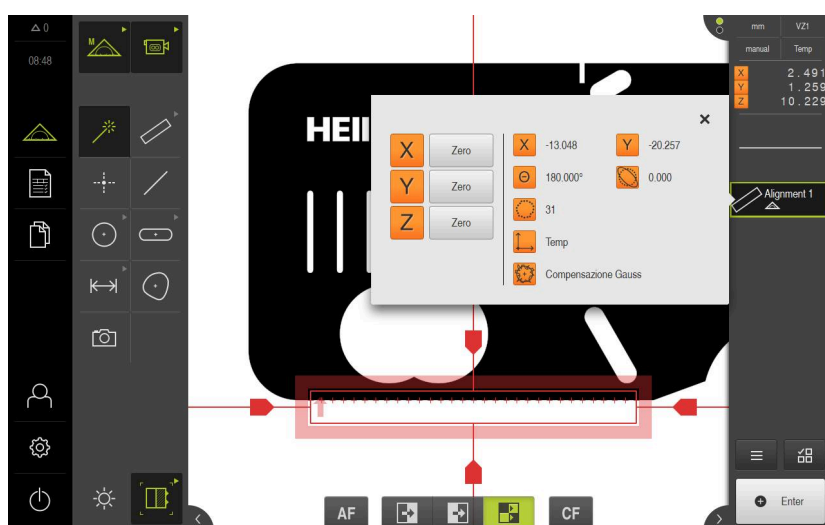 0
08:48
M
HEI
X Zero
Y Zero
Z Zero
X -13.048 Y -20.257
Θ 180.000° 0.000
31
Temp
Compensazione Gauss
mm VZ1
manual Temp
X 2.491
Y 1.259
Z 10.229
Alignment 1
Enter
AF
CF